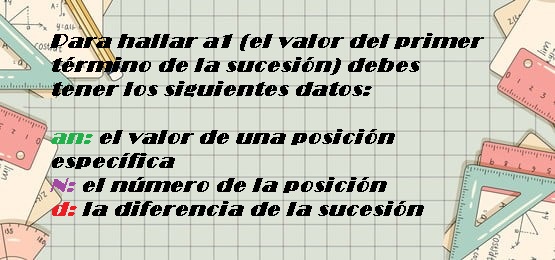 Para hallar a1 (el valor del primer
término de la sucesión) debes
tener los siguientes datos:
an: el valor de una posición
específica
N: el número de la posición
d: la diferencia de la sucesión